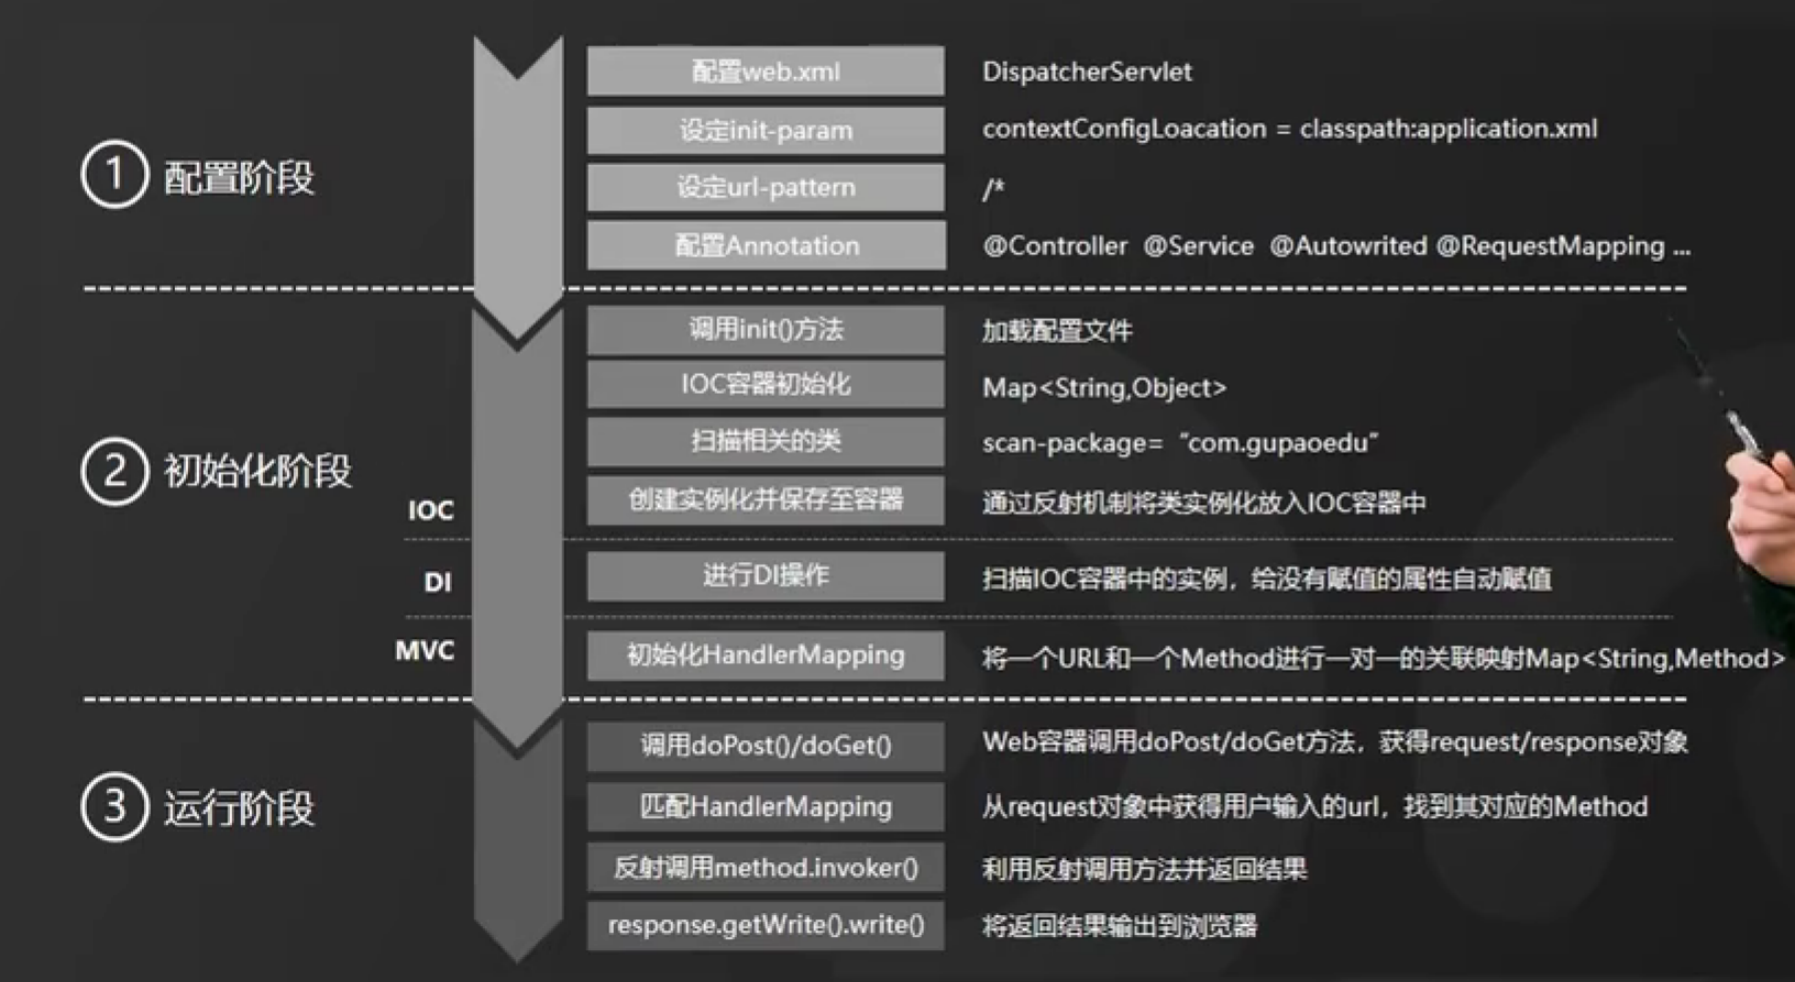 配置web.xml DispatcherServlet
设定init-param contextConfigLoacation = classpath:application.xml
① 配置阶段
设定url-pattern /*
配置Annotation @Controller @Service @Autowrited @RequestMapping ...
调用init()方法 加载配置文件
IOC容器初始化 Map<String,Object>
扫描相关的类 scan-package= “com.gupaoedu”
② 初始化阶段
IOC 创建实例化并保存至容器 通过反射机制将类实例化放入IOC容器中
DI 进行DI操作 扫描IOC容器中的实例，给没有赋值的属性自动赋值
MVC 初始化HandlerMapping 将一个URL和一个Method进行一对一的关联映射Map<String,Method>
调用doPost()/doGet() Web容器调用doPost/doGet方法，获得request/response对象
③ 运行阶段
匹配HandlerMapping 从request对象中获得用户输入的url，找到其对应的Method
反射调用method.invoker() 利用反射调用方法并返回结果
response.getWrite().write() 将返回结果输出到浏览器